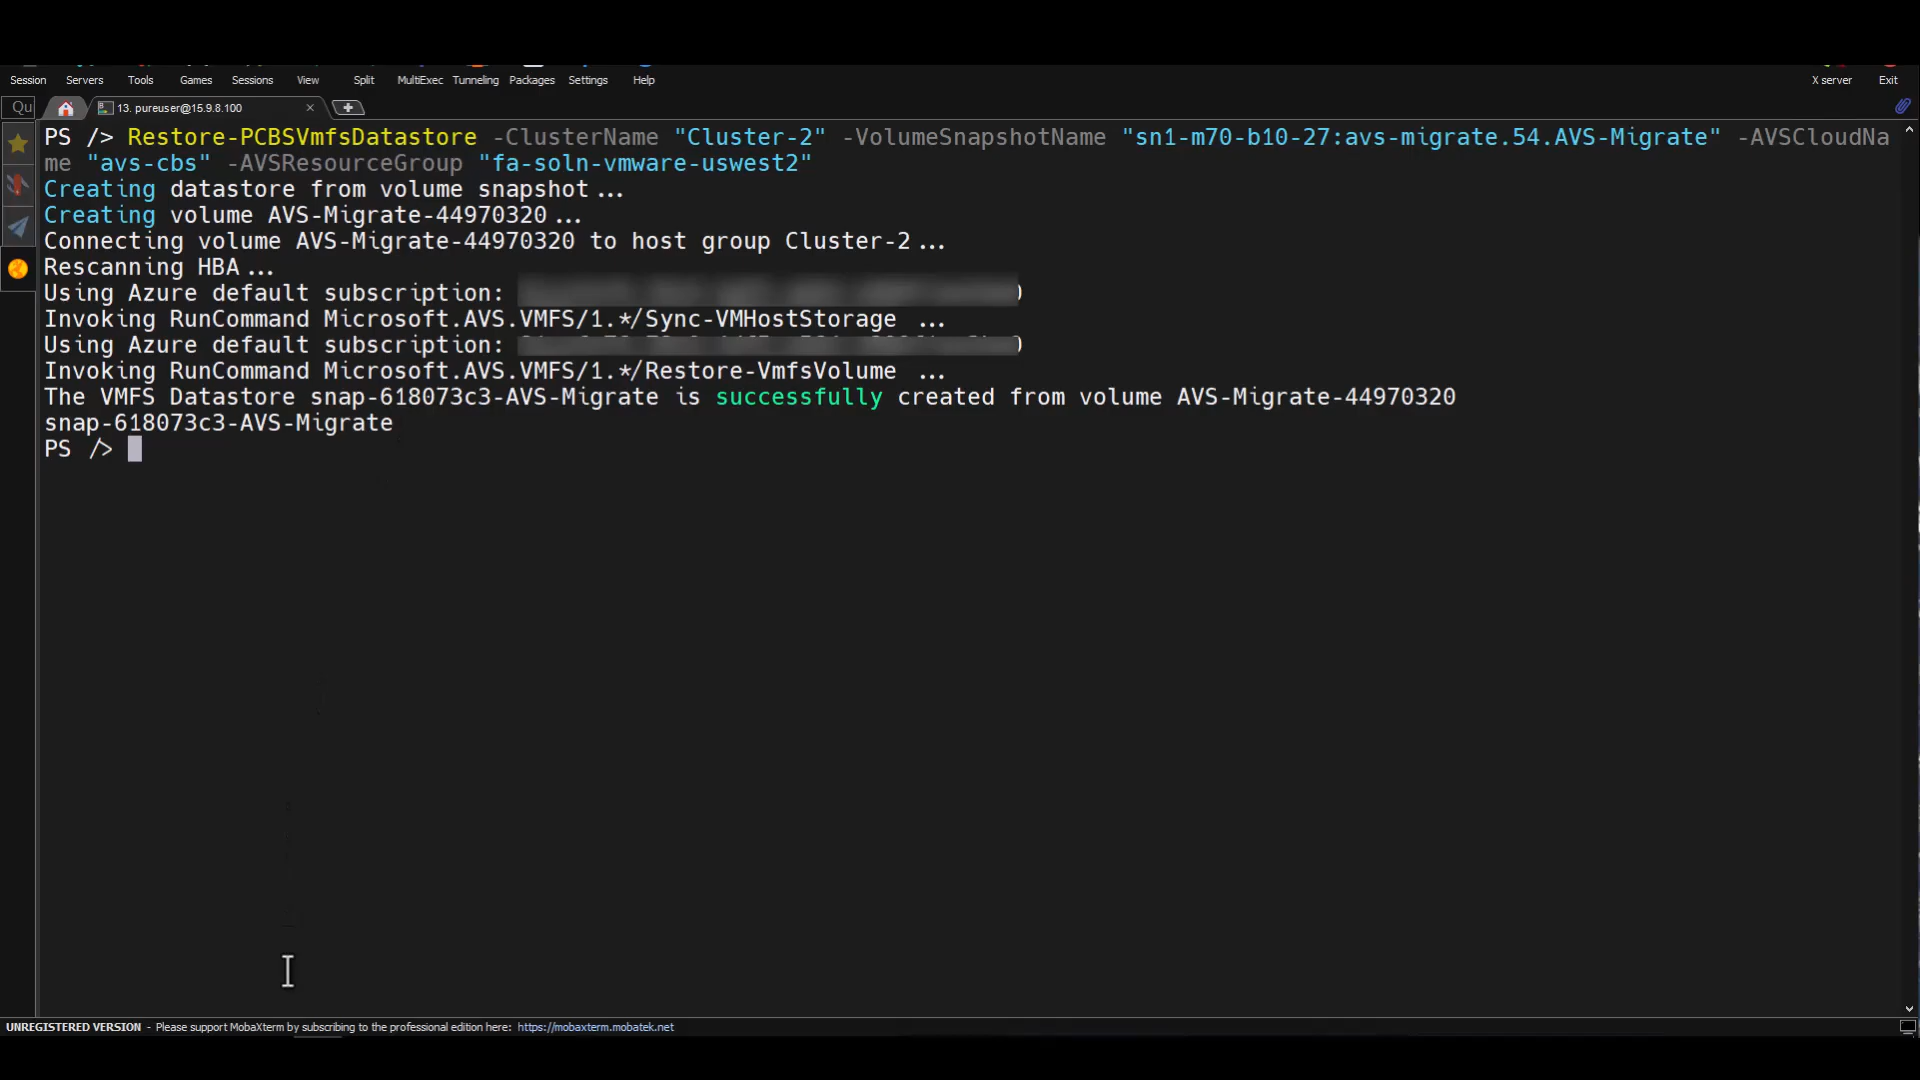 Session Servers Tools Games Sessions View Split MultiExec Tunneling Packages Settings Help X server Exit
Qu 13. pureuser@15.9.8.100
PS /> Restore-PCBSVmfsDatastore -ClusterName "Cluster-2" -VolumeSnapshotName "sn1-m70-b10-27:avs-migrate.54.AVS-Migrate" -AVSCloudNa
me "avs-cbs" -AVSResourceGroup "fa-soln-vmware-uswest2"
Creating datastore from volume snapshot...
Creating volume AVS-Migrate-44970320...
Connecting volume AVS-Migrate-44970320 to host group Cluster-2...
Rescanning HBA...
Using Azure default subscription:
Invoking RunCommand Microsoft.AVS.VMFS/1.*/Sync-VMHostStorage ...
Using Azure default subscription:
Invoking RunCommand Microsoft.AVS.VMFS/1.*/Restore-VmfsVolume ...
The VMFS Datastore snap-618073c3-AVS-Migrate is successfully created from volume AVS-Migrate-44970320
snap-618073c3-AVS-Migrate
PS />
UNREGISTERED VERSION - Please support MobaXterm by subscribing to the professional edition here: https://mobaxterm.mobatek.net